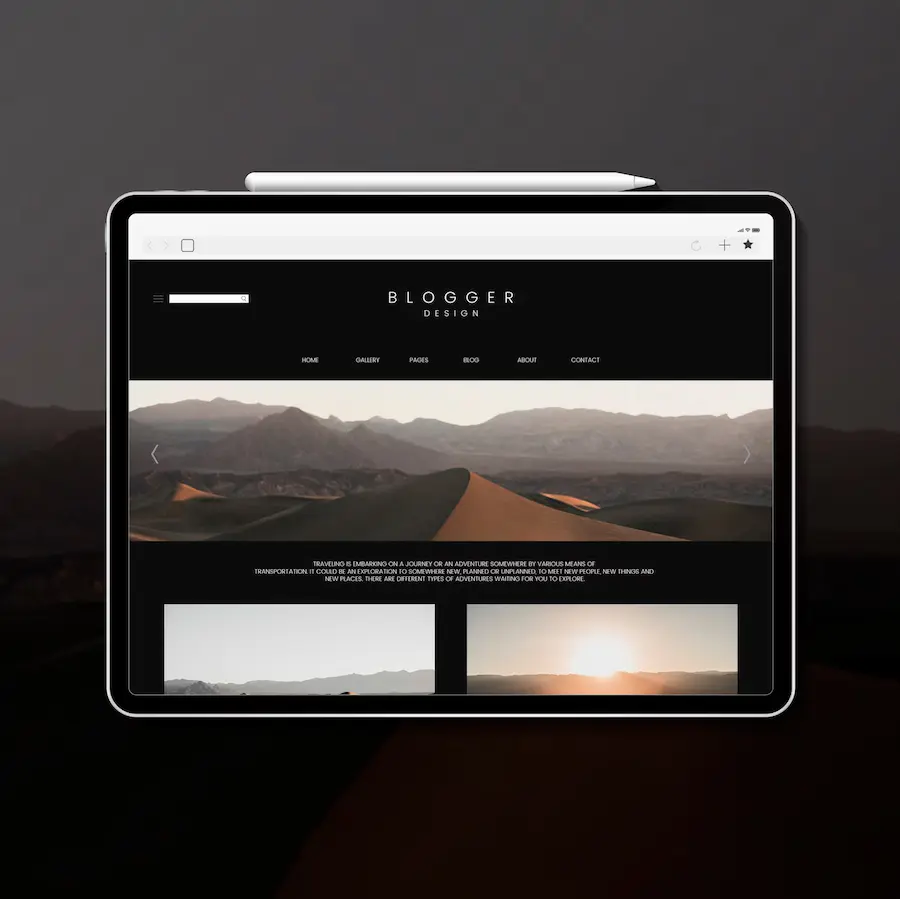 BLOGGER
DESIGN
HOME GALLERY PAGES BLOG ABOUT CONTACT
TRAVELING IS EMBARKING ON A JOURNEY OR AN ADVENTURE SOMEWHERE BY VARIOUS MEANS OF
TRANSPORTATION. IT COULD BE AN EXPLORATION TO SOMEWHERE NEW, PLANNED OR UNPLANNED, TO MEET NEW PEOPLE, NEW THINGS AND
NEW PLACES. THERE ARE DIFFERENT TYPES OF ADVENTURES WAITING FOR YOU TO EXPLORE.